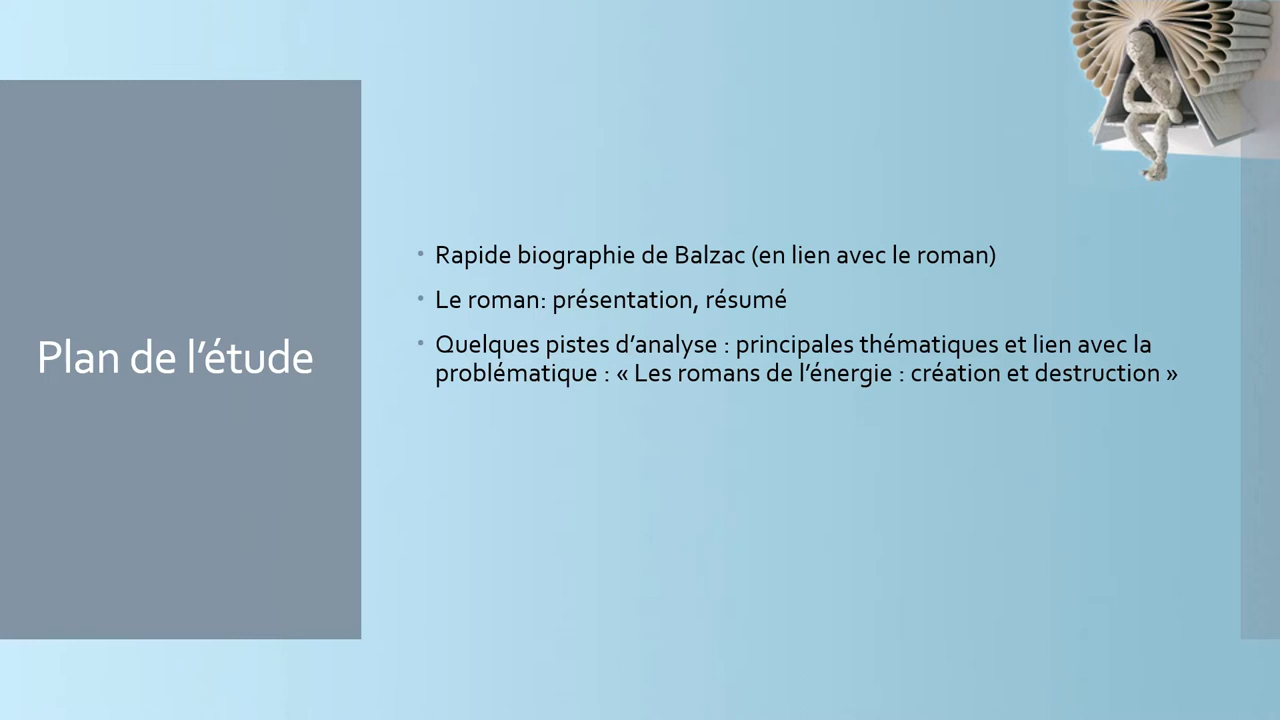 Plan de l’étude
Rapide biographie de Balzac (en lien avec le roman)
Le roman: présentation, résumé
Quelques pistes d’analyse : principales thématiques et lien avec la
problématique : « Les romans de l’énergie : création et destruction »